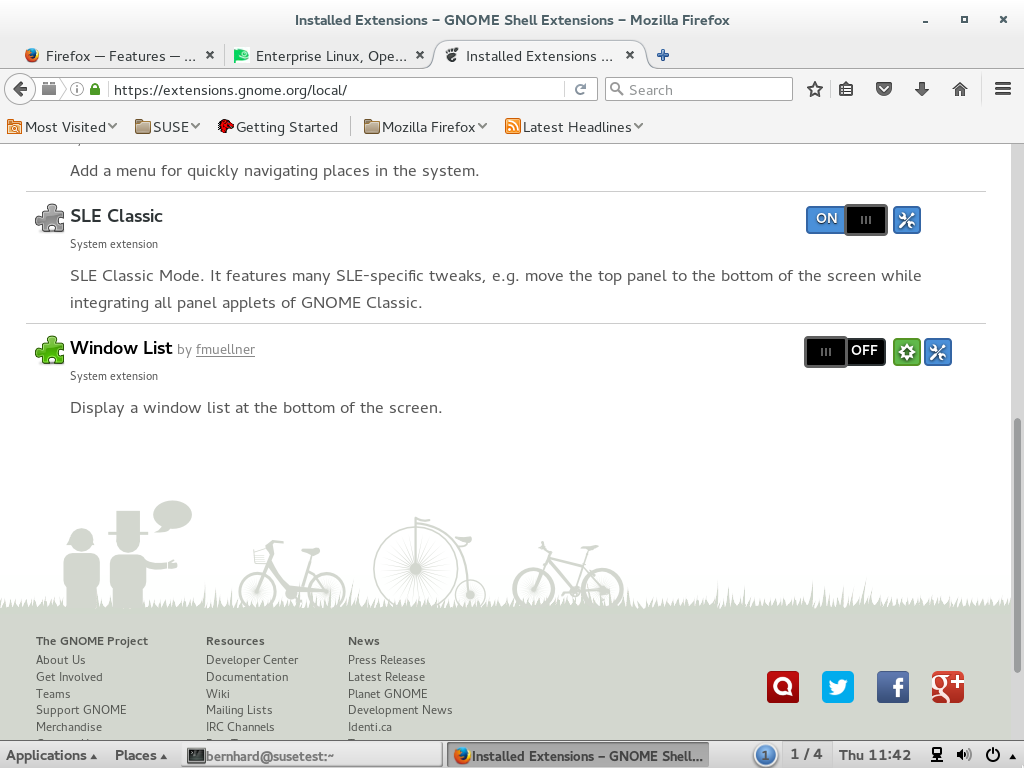 Installed Extensions – GNOME Shell Extensions – Mozilla Firefox
Firefox — Features — ...
Enterprise Linux, Ope...
Installed Extensions ...
https://extensions.gnome.org/local/
Search
Most Visited
SUSE
Getting Started
Mozilla Firefox
Latest Headlines
Add a menu for quickly navigating places in the system.
SLE Classic
ON
System extension
SLE Classic Mode. It features many SLE-specific tweaks, e.g. move the top panel to the bottom of the screen while
integrating all panel applets of GNOME Classic.
Window List by fmuellner
OFF
System extension
Display a window list at the bottom of the screen.
The GNOME Project
About Us
Get Involved
Teams
Support GNOME
Merchandise
Resources
Developer Center
Documentation
Wiki
Mailing Lists
IRC Channels
News
Press Releases
Latest Release
Planet GNOME
Development News
Identi.ca
f
g+
Applications
Places
bernhard@susetest:~
Installed Extensions – GNOME Shell...
1
1 / 4
Thu 11:42